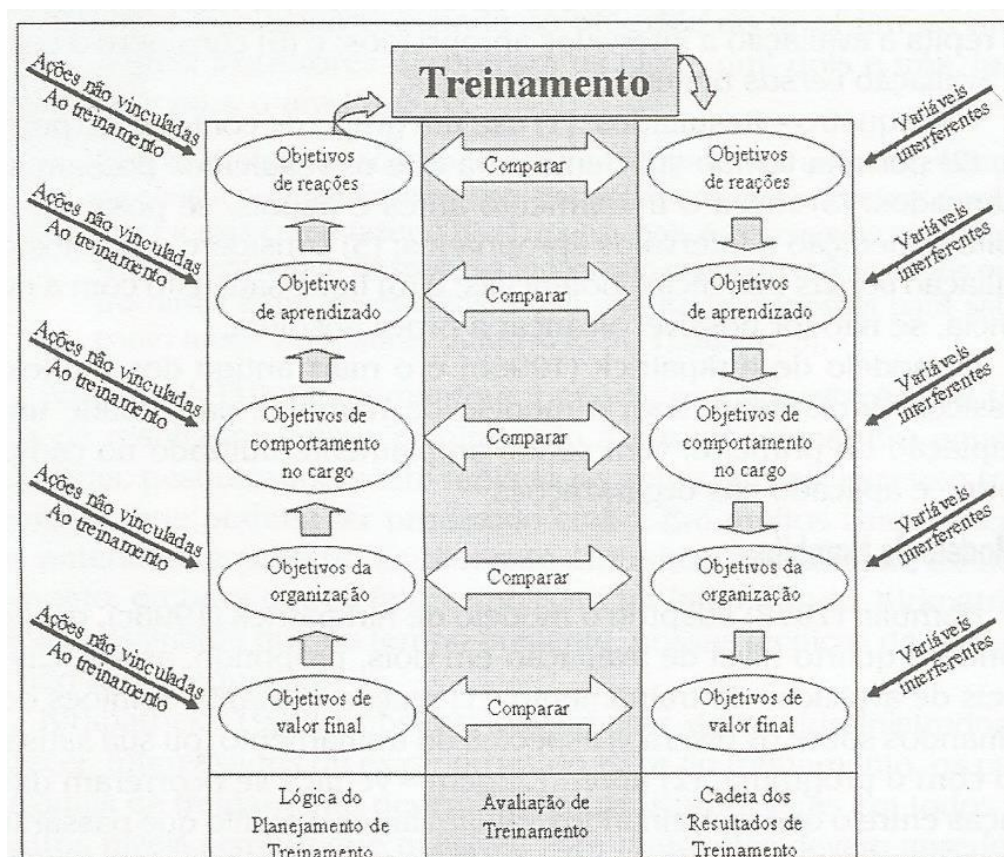 Treinamento
Ações não vinculadas
Ao treinamento
Objetivos
de reações
Comparar
Objetivos
de reações
Variáveis
interferentes
Ações não vinculadas
Ao treinamento
Objetivos
de aprendizado
Comparar
Objetivos
de aprendizado
Variáveis
interferentes
Ações não vinculadas
Ao treinamento
Objetivos de
comportamento
no cargo
Comparar
Objetivos de
comportamento
no cargo
Variáveis
interferentes
Ações não vinculadas
Ao treinamento
Objetivos da
organização
Comparar
Objetivos da
organização
Variáveis
interferentes
Ações não vinculadas
Ao treinamento
Objetivos de
valor final
Comparar
Objetivos de
valor final
Variáveis
interferentes
Lógica do
Planejamento de
Treinamento
Avaliação de
Treinamento
Cadeia dos
Resultados de
Treinamento